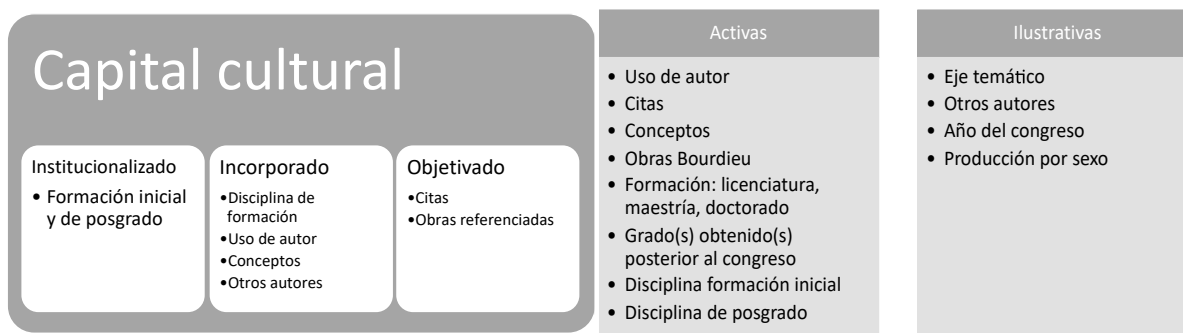 Capital cultural
Institucionalizado
• Formación inicial
y de posgrado
Incorporado
•Disciplina de
formación
•Uso de autor
•Conceptos
•Otros autores
Objetivado
•Citas
•Obras referenciadas
Activas
• Uso de autor
• Citas
• Conceptos
• Obras Bourdieu
• Formación: licenciatura,
maestría, doctorado
• Grado(s) obtenido(s)
posterior al congreso
• Disciplina formación inicial
• Disciplina de posgrado
Ilustrativas
• Eje temático
• Otros autores
• Año del congreso
• Producción por sexo